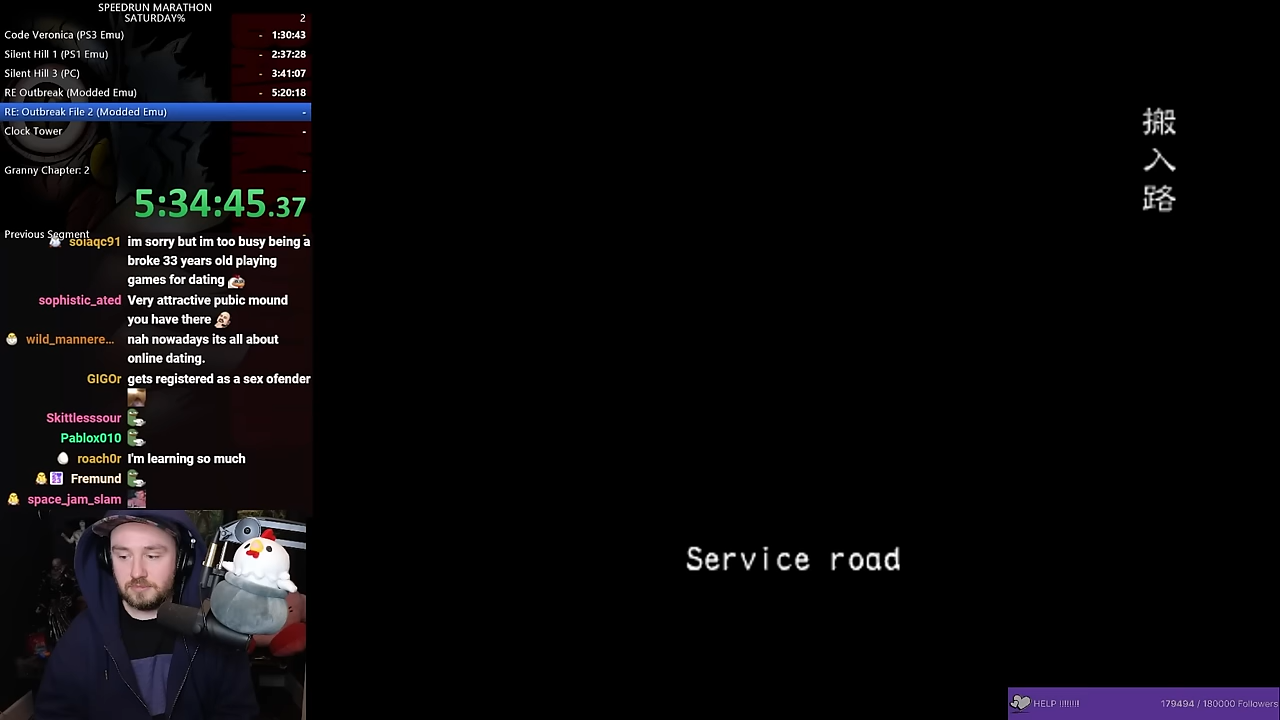 SPEEDRUN MARATHON
SATURDAY%
2
Code Veronica (PS3 Emu) - 1:30:43
Silent Hill 1 (PS1 Emu) - 2:37:28
Silent Hill 3 (PC) - 3:41:07
RE Outbreak (Modded Emu) - 5:20:18
RE: Outbreak File 2 (Modded Emu) -
Clock Tower -
Granny Chapter: 2 -
5:34:45.37
Previous Segment -
solaqc91 im sorry but im too busy being a
broke 33 years old playing
games for dating
sophistic_ated Very attractive pubic mound
you have there
wild_mannere... nah nowadays its all about
online dating.
GIGOr gets registered as a sex ofender
Skittlesssour
Pablox010
roach0r I'm learning so much
Fremund
space_jam_slam
搬入路
Service road
HELP !!!!!!!! 179494 / 180000 Followers